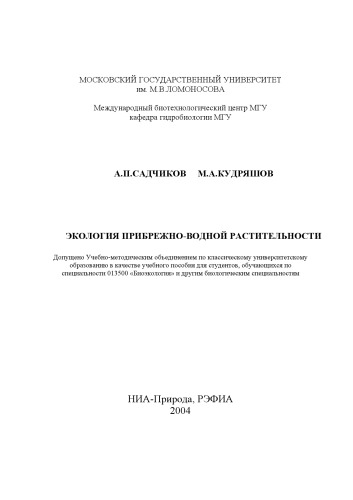 МОСКОВСКИЙ ГОСУДАРСТВЕННЫЙ УНИВЕРСИТЕТ
им. М.В.ЛОМОНОСОВА
Международный биотехнологический центр МГУ
кафедра гидробиологии МГУ
А.П.САДЧИКОВ М.А.КУДРЯШОВ
ЭКОЛОГИЯ ПРИБРЕЖНО-ВОДНОЙ РАСТИТЕЛЬНОСТИ
Допущено Учебно-методическим объединением по классическому университетскому
образованию в качестве учебного пособия для студентов, обучающихся по
специальности 013500 «Биоэкология» и другим биологическим специальностям
НИА-Природа, РЭФИА
2004